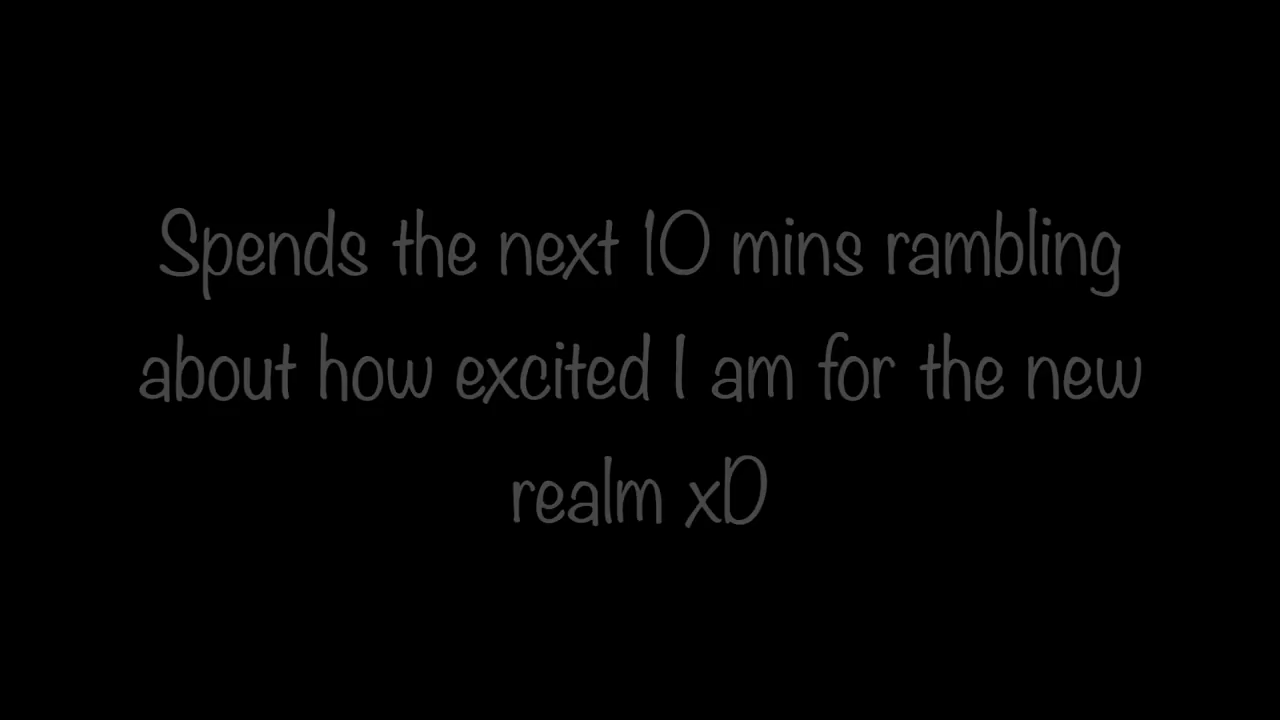 Spends the next 10 mins rambling
about how excited I am for the new
realm xD